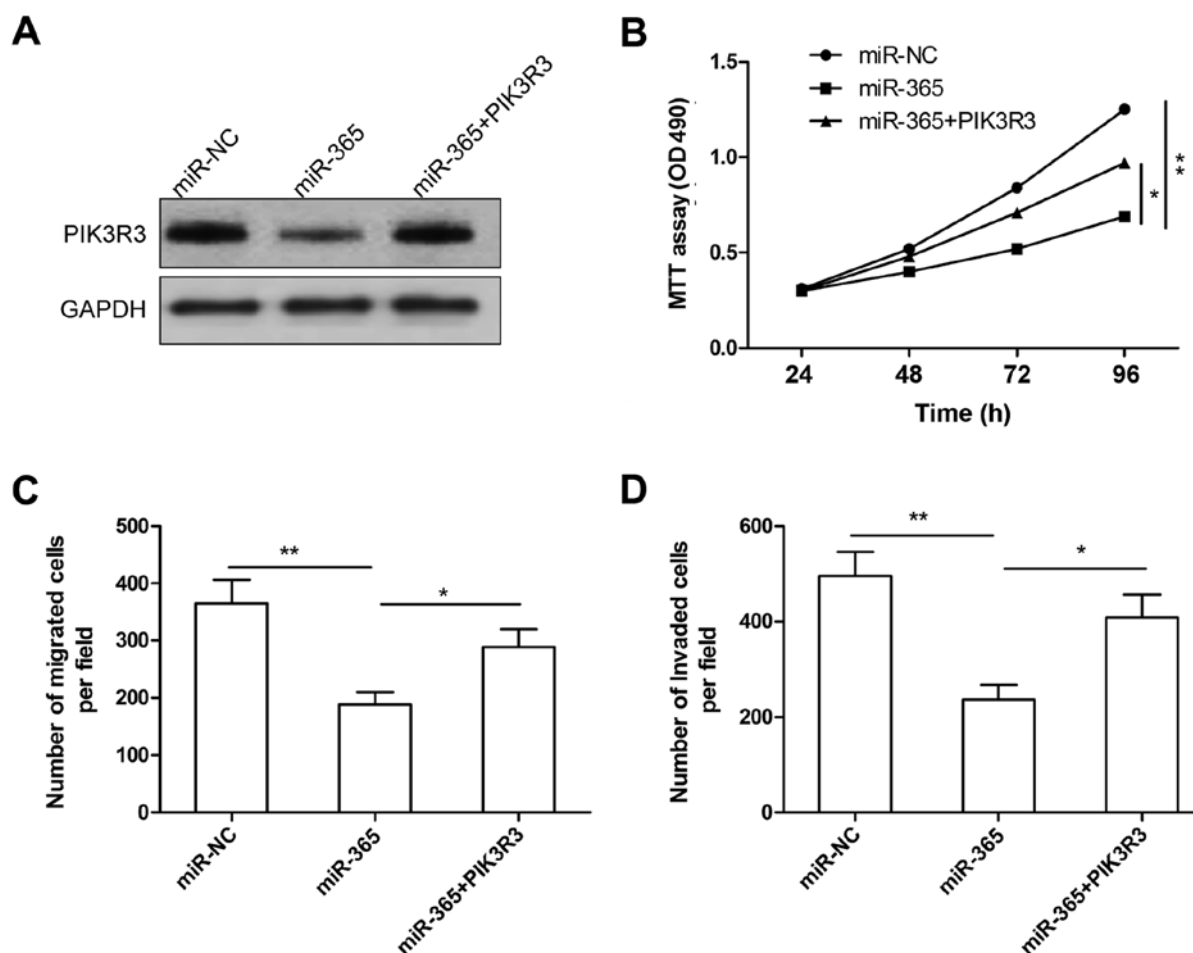 A
miR-NC
miR-365
miR-365+PIK3R3
PIK3R3
GAPDH
B
miR-NC
miR-365
miR-365+PIK3R3
MTT assay (OD490)
1.5
1.0
0.5
0.0
24 48 72 96
Time (h)
*
**
C
Number of migrated cells
per field
500
400
300
200
100
0
**
*
miR-NC
miR-365
miR-365+PIK3R3
D
Number of Invaded cells
per field
600
400
200
0
**
*
miR-NC
miR-365
miR-365+PIK3R3